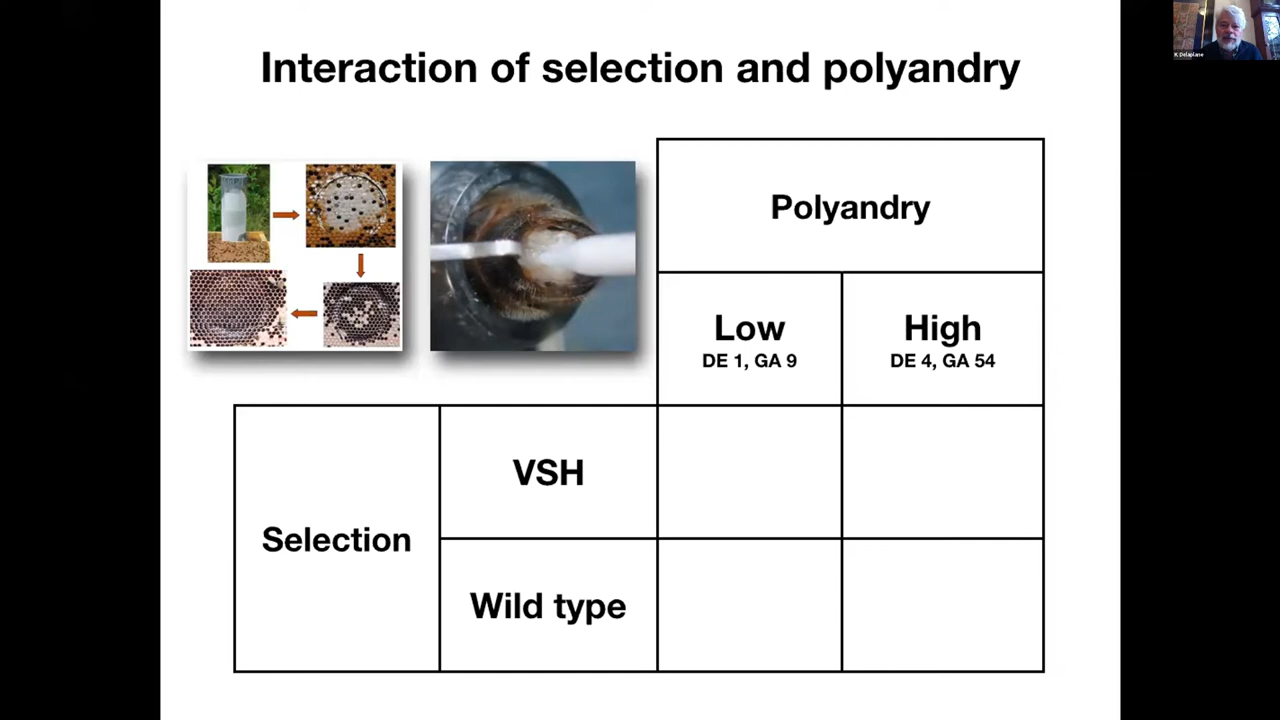 Interaction of selection and polyandry
K Delaplane
Polyandry
Low
DE 1, GA 9
High
DE 4, GA 54
Selection
VSH
Wild type